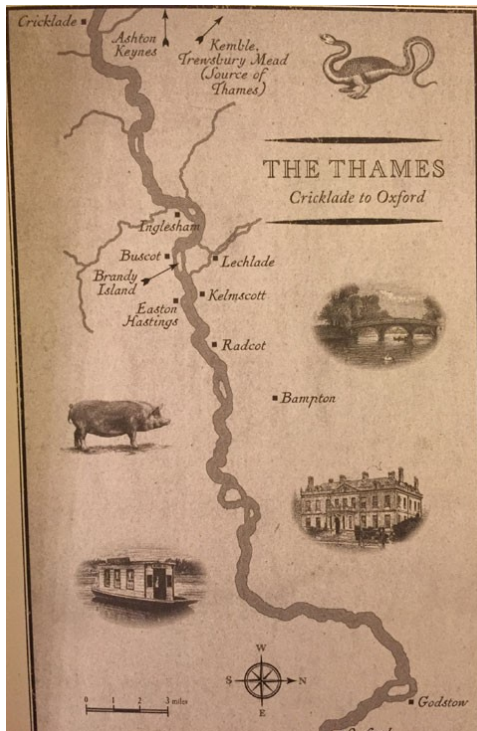 Cricklade
Ashton
Keynes
Kemble,
Trewsbury Mead
(Source of
Thames)
THE THAMES
Cricklade to Oxford
Inglesham
Buscot
Lechlade
Brandy
Island
Kelmscott
Easton
Hastings
Radcot
Bampton
W
S N
E
0 1 2 3 miles
Godstow